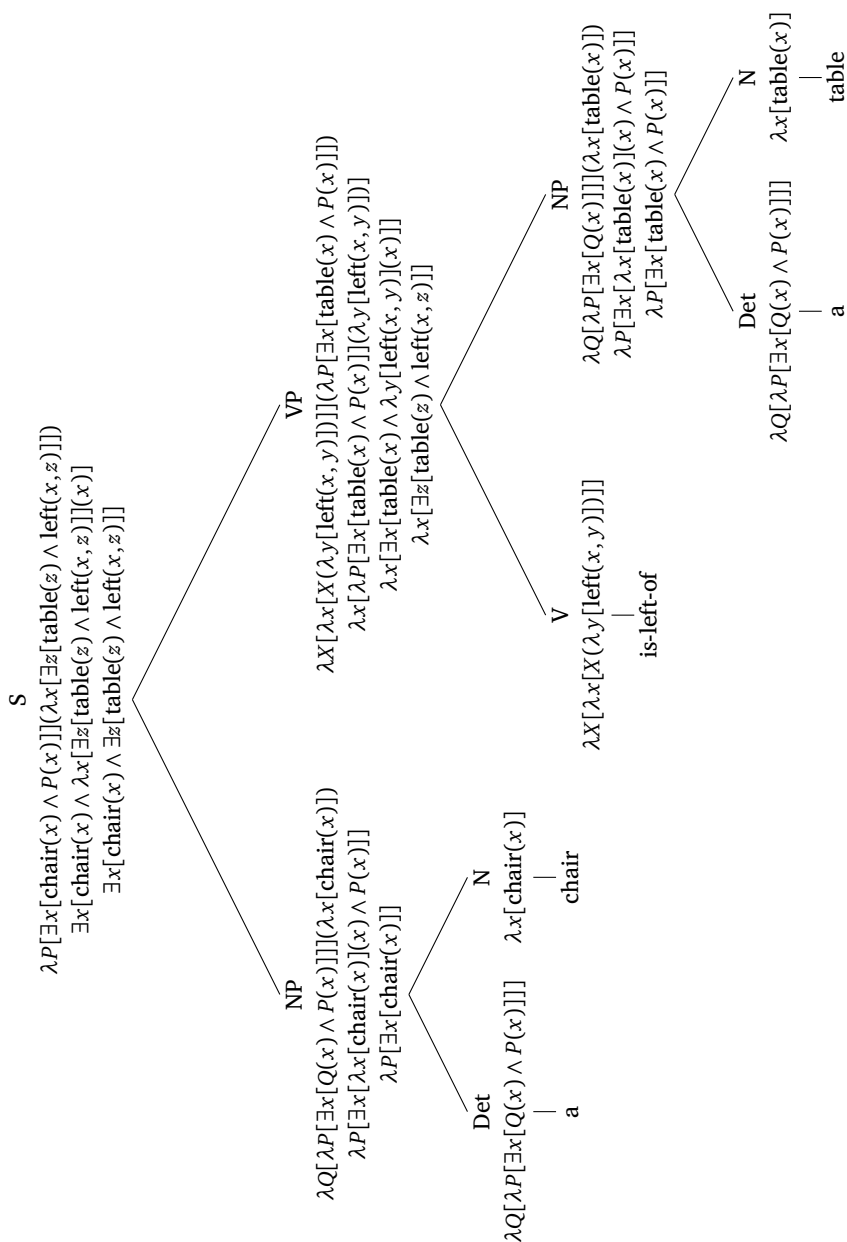 S
λP[∃x[chair(x) ∧ P(x)]](λx[∃z[table(z) ∧ left(x,z)]])
∃x[chair(x) ∧ λx[∃z[table(z) ∧ left(x,z)]](x)]
∃x[chair(x) ∧ ∃z[table(z) ∧ left(x,z)]]
NP
λQ[λP[∃x[Q(x) ∧ P(x)]]](λx[chair(x)])
λP[∃x[λx[chair(x)](x) ∧ P(x)]]
λP[∃x[chair(x)]]
Det
λQ[λP[∃x[Q(x) ∧ P(x)]]]]
a
N
λx[chair(x)]
chair
VP
λX[λx[X(λy[left(x, y)])]](λP[∃x[table(x) ∧ P(x)]])
λx[λP[∃x[table(x) ∧ P(x)]](λy[left(x, y)])]
λx[∃x[table(x) ∧ λy[left(x, y)](x)]]
λx[∃z[table(z) ∧ left(x, z)]]
V
λX[λx[X(λy[left(x, y)])]]
is-left-of
NP
λQ[λP[∃x[Q(x)]]](λx[table(x)])
λP[∃x[λx[table(x)](x) ∧ P(x)]]
λP[∃x[table(x) ∧ P(x)]]
Det
λQ[λP[∃x[Q(x) ∧ P(x)]]]
a
N
λx[table(x)]
table